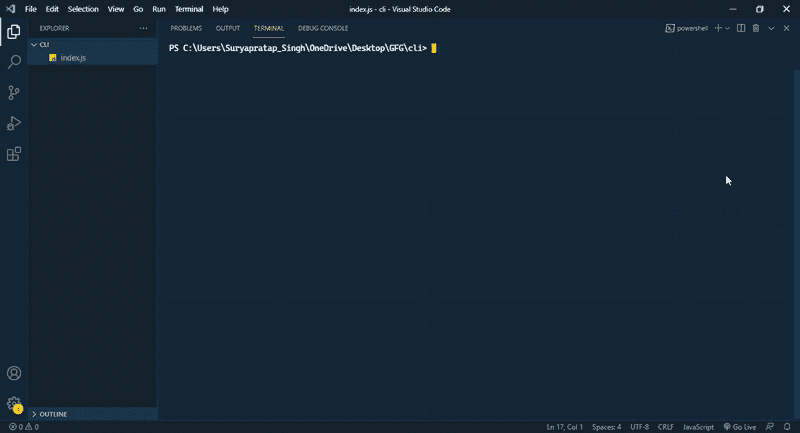 File Edit Selection View Go Run Terminal Help index.js - cli - Visual Studio Code
EXPLORER ··· PROBLEMS OUTPUT TERMINAL DEBUG CONSOLE powershell
CLI
index.js
PS C:\Users\Suryapratap_Singh\OneDrive\Desktop\GFG\cli>
OUTLINE
0 0 Ln 17, Col 1 Spaces: 4 UTF-8 CRLF JavaScript Go Live